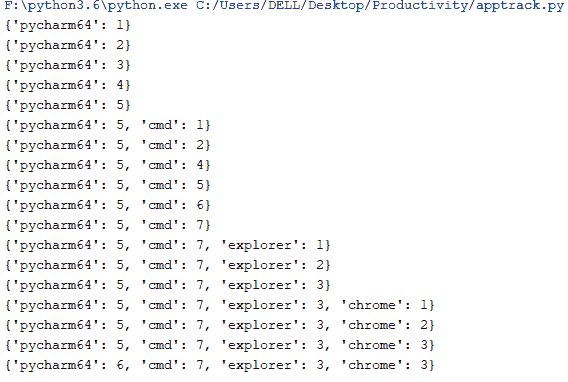 F:\python3.6\python.exe C:/Users/DELL/Desktop/Productivity/apptrack.py
{'pycharm64': 1}
{'pycharm64': 2}
{'pycharm64': 3}
{'pycharm64': 4}
{'pycharm64': 5}
{'pycharm64': 5, 'cmd': 1}
{'pycharm64': 5, 'cmd': 2}
{'pycharm64': 5, 'cmd': 4}
{'pycharm64': 5, 'cmd': 5}
{'pycharm64': 5, 'cmd': 6}
{'pycharm64': 5, 'cmd': 7}
{'pycharm64': 5, 'cmd': 7, 'explorer': 1}
{'pycharm64': 5, 'cmd': 7, 'explorer': 2}
{'pycharm64': 5, 'cmd': 7, 'explorer': 3}
{'pycharm64': 5, 'cmd': 7, 'explorer': 3, 'chrome': 1}
{'pycharm64': 5, 'cmd': 7, 'explorer': 3, 'chrome': 2}
{'pycharm64': 5, 'cmd': 7, 'explorer': 3, 'chrome': 3}
{'pycharm64': 6, 'cmd': 7, 'explorer': 3, 'chrome': 3}